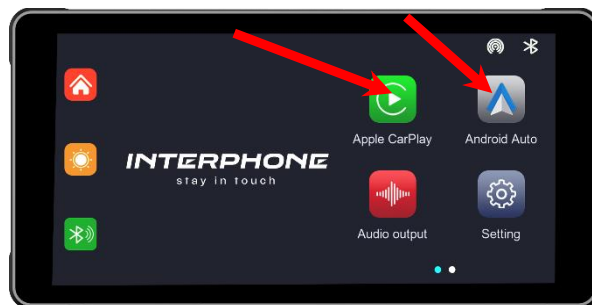 Apple CarPlay
Android Auto
INTERPHONE
stay in touch
Audio output
Setting